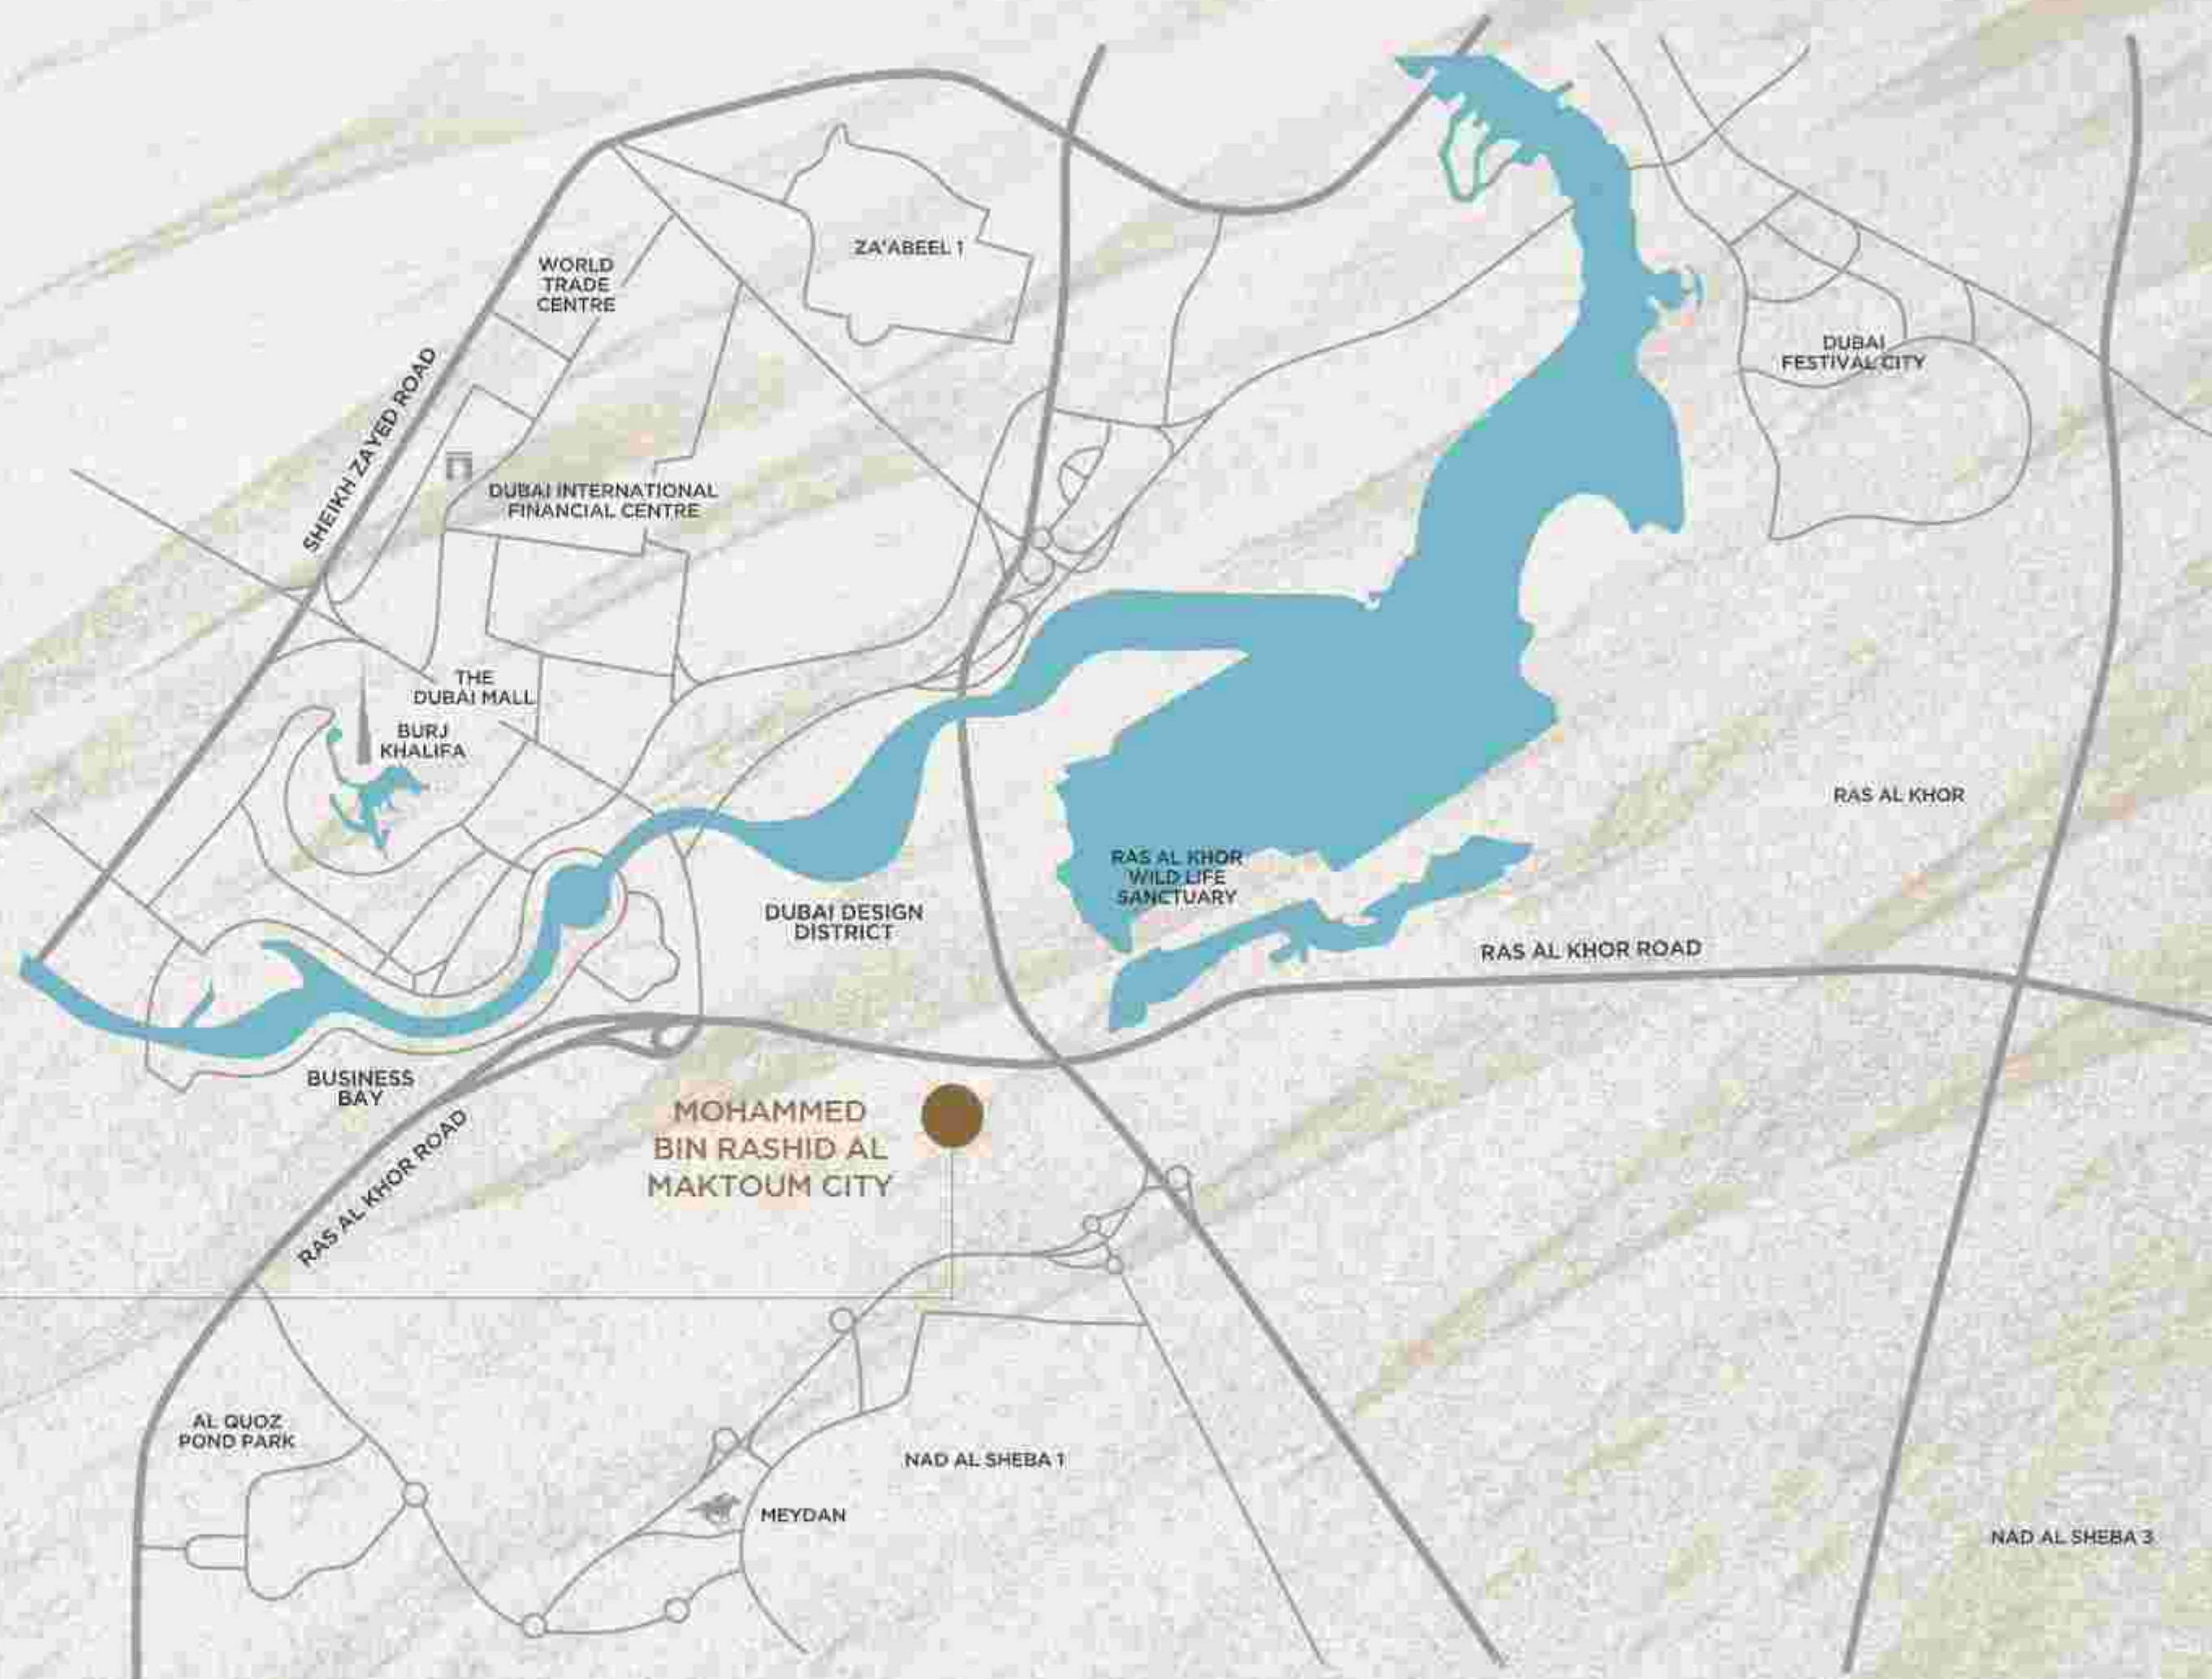 ZA'ABEEL 1
WORLD
TRADE
CENTRE
DUBAI
FESTIVAL CITY
SHEIKH ZAYED ROAD
DUBAI INTERNATIONAL
FINANCIAL CENTRE
THE
DUBAI MALL
BURJ
KHALIFA
RAS AL KHOR
RAS AL KHOR
WILD LIFE
SANCTUARY
DUBAI DESIGN
DISTRICT
RAS AL KHOR ROAD
BUSINESS
BAY
MOHAMMED
BIN RASHID AL
MAKTOUM CITY
RAS AL KHOR ROAD
AL QUOZ
POND PARK
NAD AL SHEBA 1
MEYDAN
NAD AL SHEBA 3